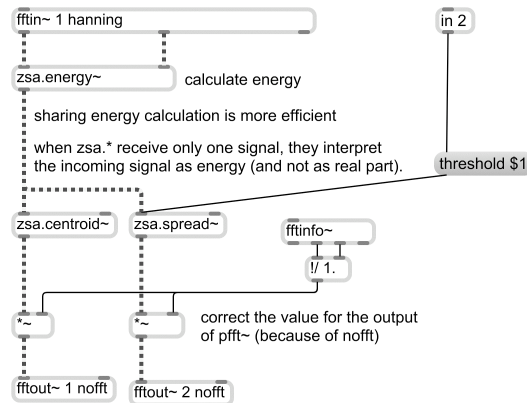 fftin~ 1 hanning
in 2
zsa.energy~
calculate energy
sharing energy calculation is more efficient
when zsa.* receive only one signal, they interpret
the incoming signal as energy (and not as real part).
threshold $1
zsa.centroid~
zsa.spread~
fftinfo~
!/ 1.
*~
*~
correct the value for the output
of pfft~ (because of nofft)
fftout~ 1 nofft
fftout~ 2 nofft